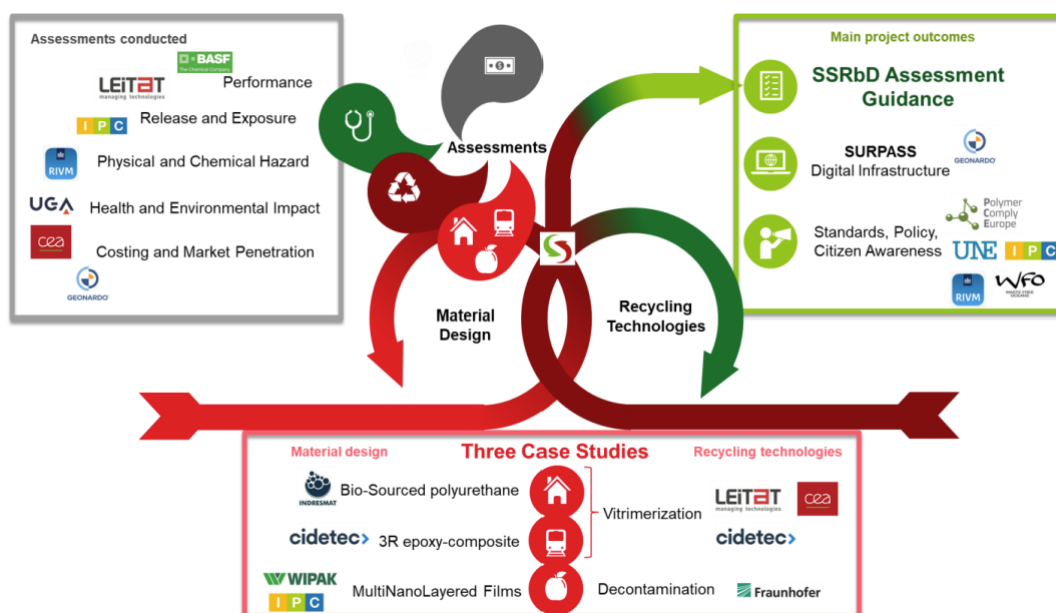 Assessments conducted
BASF
The Chemical Company
LEITAT
managing technologies
Performance
IPC
Release and Exposure
RIVM
Physical and Chemical Hazard
UGA
Health and Environmental Impact
cea
Costing and Market Penetration
GEONARDO
Assessments
Material
Design
Recycling
Technologies
Main project outcomes
SSRbD Assessment
Guidance
SURPASS
Digital Infrastructure
GEONARDO
Polymer
Comply
Europe
Standards, Policy,
Citizen Awareness
UNE
IPC
RIVM
WFO
WASTE FREE
OCEANS
Material design
Three Case Studies
Recycling technologies
INDRESMAT
Bio-Sourced polyurethane
Vitrimerization
LEITAT
managing technologies
cea
cidetec>
3R epoxy-composite
cidetec>
WIPAK
IPC
MultiNanoLayered Films
Decontamination
Fraunhofer